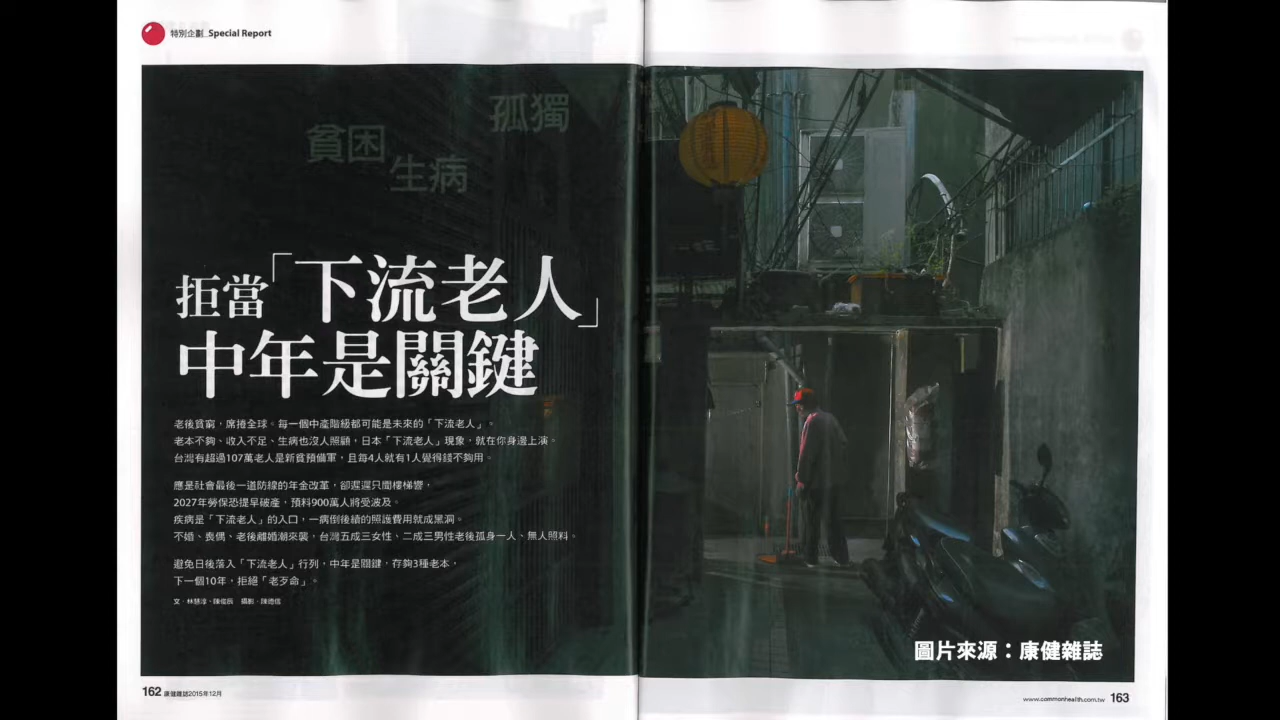 特別企劃_Special Report
孤獨
貧困
生病
拒當「下流老人」
中年是關鍵
老後貧窮，席捲全球。每一個中產階級都可能是未來的「下流老人」。
老本不夠、收入不足、生病也沒人照顧，日本「下流老人」現象，就在你身邊上演。
台灣有超過107萬老人是新貧預備軍，且每4人就有1人覺得錢不夠用。
應是社會最後一道防線的年金改革，卻遲遲只聞樓梯響，
2027年勞保恐提早破產，預料900萬人將受波及。
疾病是「下流老人」的入口，一病倒後續的照護費用就成黑洞。
不婚、喪偶、老後離婚潮來襲，台灣五成三女性、二成三男性老後孤身一人、無人照料。
避免日後落入「下流老人」行列，中年是關鍵，存夠3種老本，
下一個10年，拒絕「老歹命」。
文‧林慧淳、陳俊辰 攝影‧陳德信
圖片來源：康健雜誌
162 康健雜誌2015年12月
www.commonhealth.com.tw 163